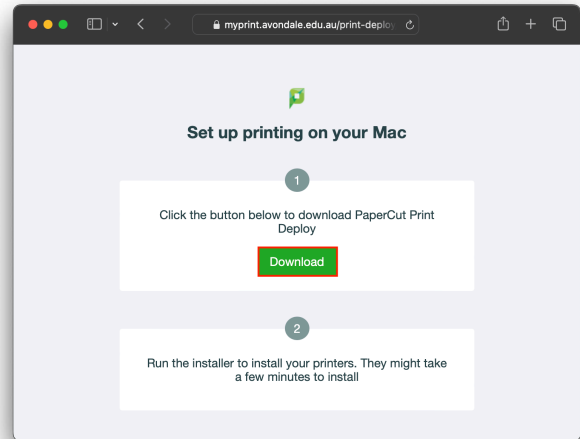 myprint.avondale.edu.au/print-deploy
Set up printing on your Mac
1
Click the button below to download PaperCut Print
Deploy
Download
2
Run the installer to install your printers. They might take
a few minutes to install